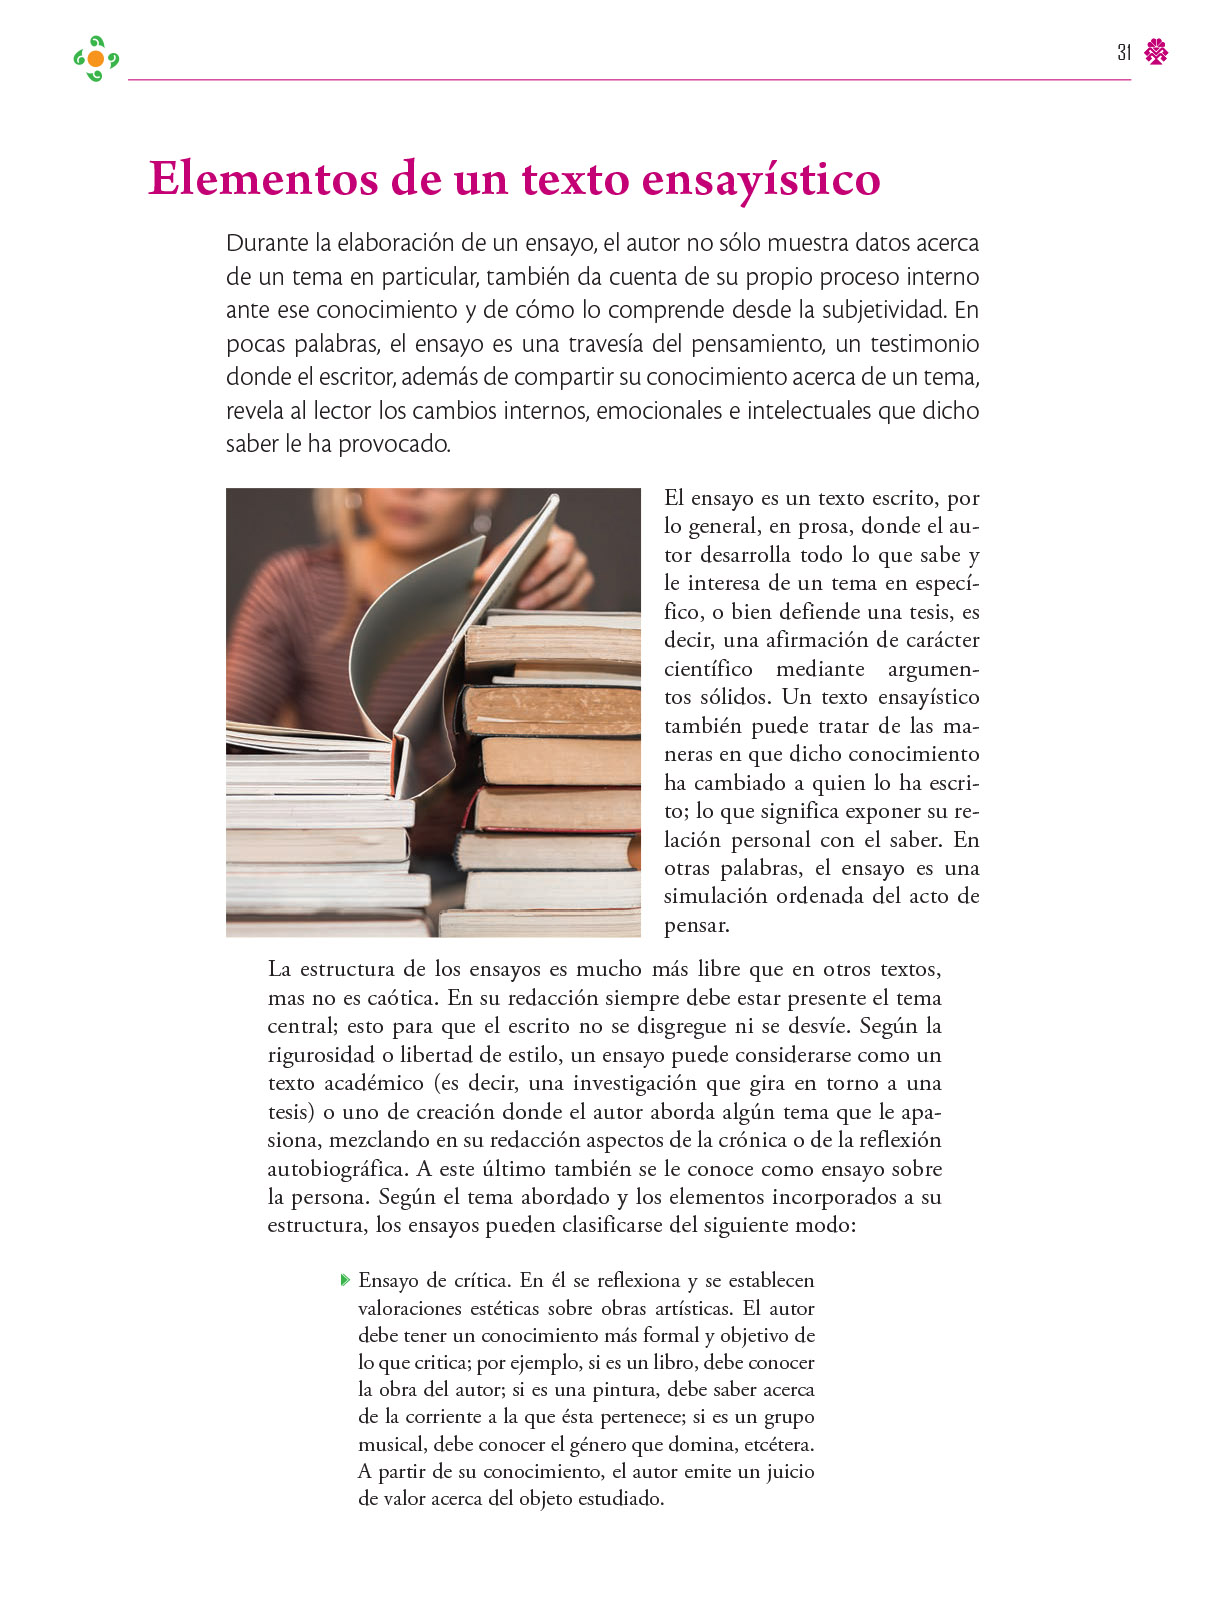 31
Elementos de un texto ensayístico
Durante la elaboración de un ensayo, el autor no sólo muestra datos acerca
de un tema en particular, también da cuenta de su propio proceso interno
ante ese conocimiento y de cómo lo comprende desde la subjetividad. En
pocas palabras, el ensayo es una travesía del pensamiento, un testimonio
donde el escritor, además de compartir su conocimiento acerca de un tema,
revela al lector los cambios internos, emocionales e intelectuales que dicho
saber le ha provocado.
El ensayo es un texto escrito, por
lo general, en prosa, donde el au-
tor desarrolla todo lo que sabe y
le interesa de un tema en especí-
fico, o bien defiende una tesis, es
decir, una afirmación de carácter
científico mediante argumen-
tos sólidos. Un texto ensayístico
también puede tratar de las ma-
neras en que dicho conocimiento
ha cambiado a quien lo ha escri-
to; lo que significa exponer su re-
lación personal con el saber. En
otras palabras, el ensayo es una
simulación ordenada del acto de
pensar.
La estructura de los ensayos es mucho más libre que en otros textos,
mas no es caótica. En su redacción siempre debe estar presente el tema
central; esto para que el escrito no se disgregue ni se desvíe. Según la
rigurosidad o libertad de estilo, un ensayo puede considerarse como un
texto académico (es decir, una investigación que gira en torno a una
tesis) o uno de creación donde el autor aborda algún tema que le apa-
siona, mezclando en su redacción aspectos de la crónica o de la reflexión
autobiográfica. A este último también se le conoce como ensayo sobre
la persona. Según el tema abordado y los elementos incorporados a su
estructura, los ensayos pueden clasificarse del siguiente modo:
Ensayo de crítica. En él se reflexiona y se establecen
valoraciones estéticas sobre obras artísticas. El autor
debe tener un conocimiento más formal y objetivo de
lo que critica; por ejemplo, si es un libro, debe conocer
la obra del autor; si es una pintura, debe saber acerca
de la corriente a la que ésta pertenece; si es un grupo
musical, debe conocer el género que domina, etcétera.
A partir de su conocimiento, el autor emite un juicio
de valor acerca del objeto estudiado.